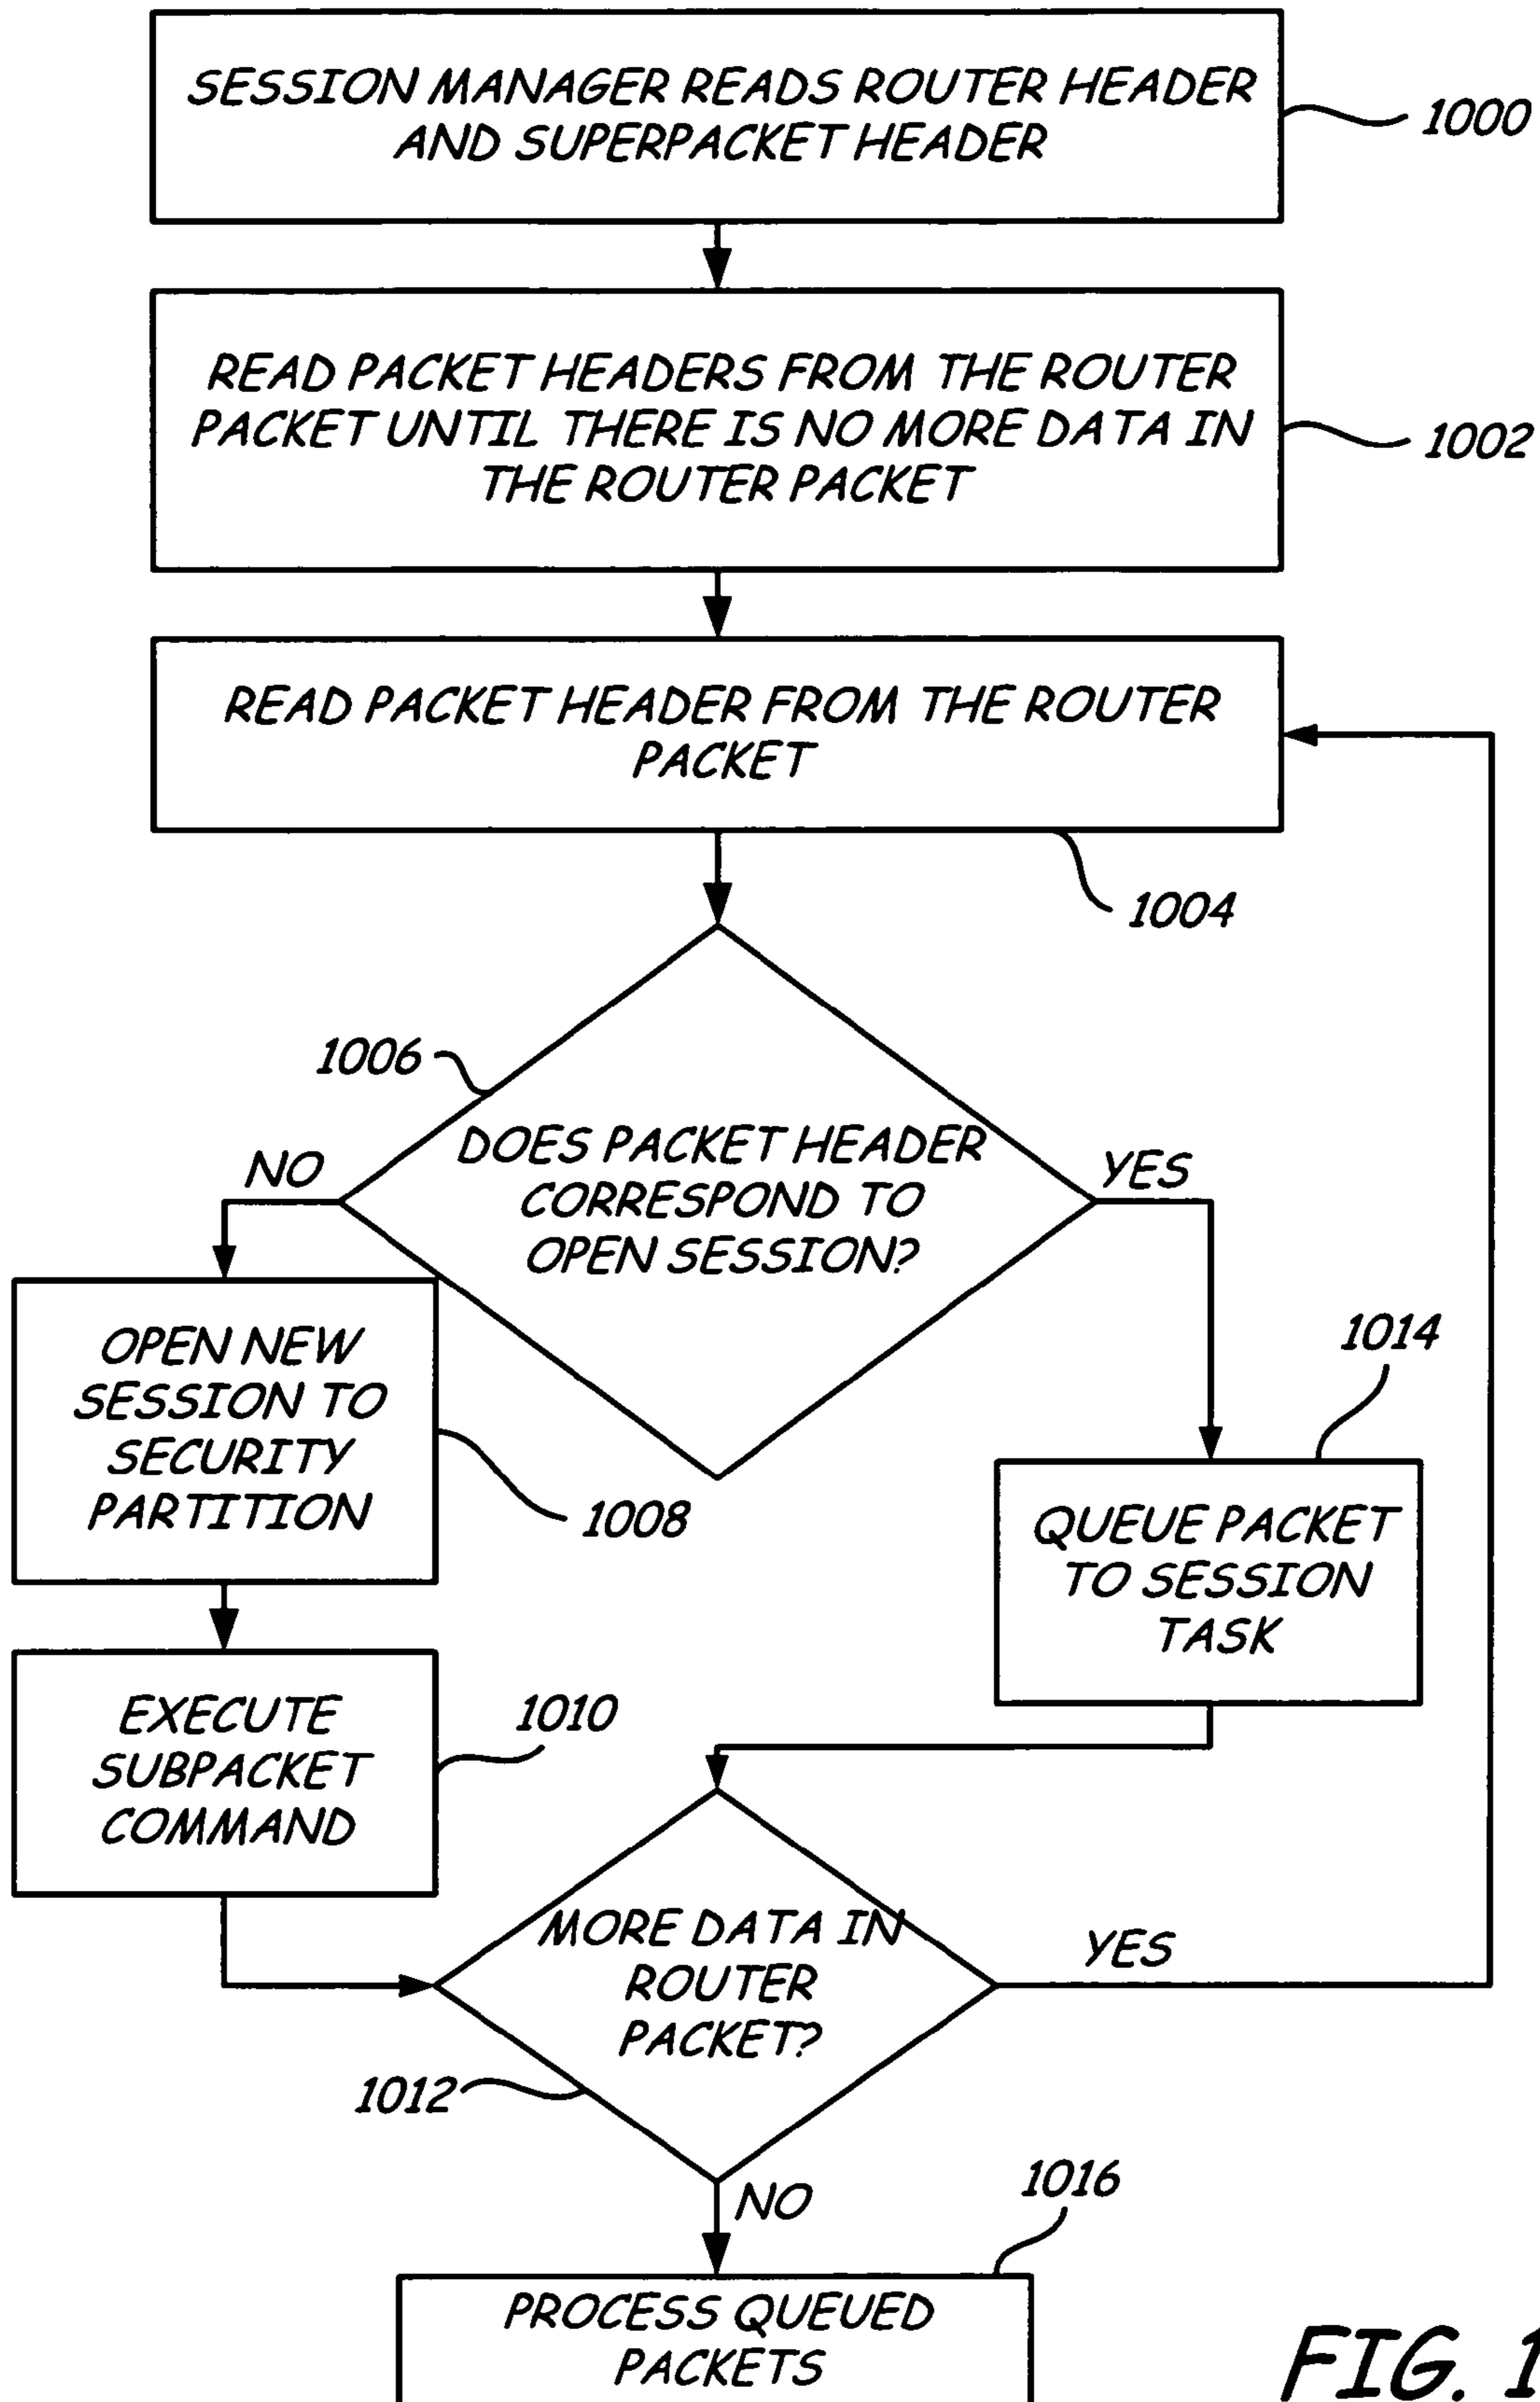 SESSION MANAGER READS ROUTER HEADER
AND SUPERPACKET HEADER
1000
READ PACKET HEADERS FROM THE ROUTER
PACKET UNTIL THERE IS NO MORE DATA IN
THE ROUTER PACKET
1002
READ PACKET HEADER FROM THE ROUTER
PACKET
1004
1006
DOES PACKET HEADER
CORRESPOND TO
OPEN SESSION?
NO
YES
OPEN NEW
SESSION TO
SECURITY
PARTITION
1008
1014
QUEUE PACKET
TO SESSION
TASK
EXECUTE
SUBPACKET
COMMAND
1010
MORE DATA IN
ROUTER
PACKET?
YES
1012
NO
1016
PROCESS QUEUED
PACKETS
FIG. 1